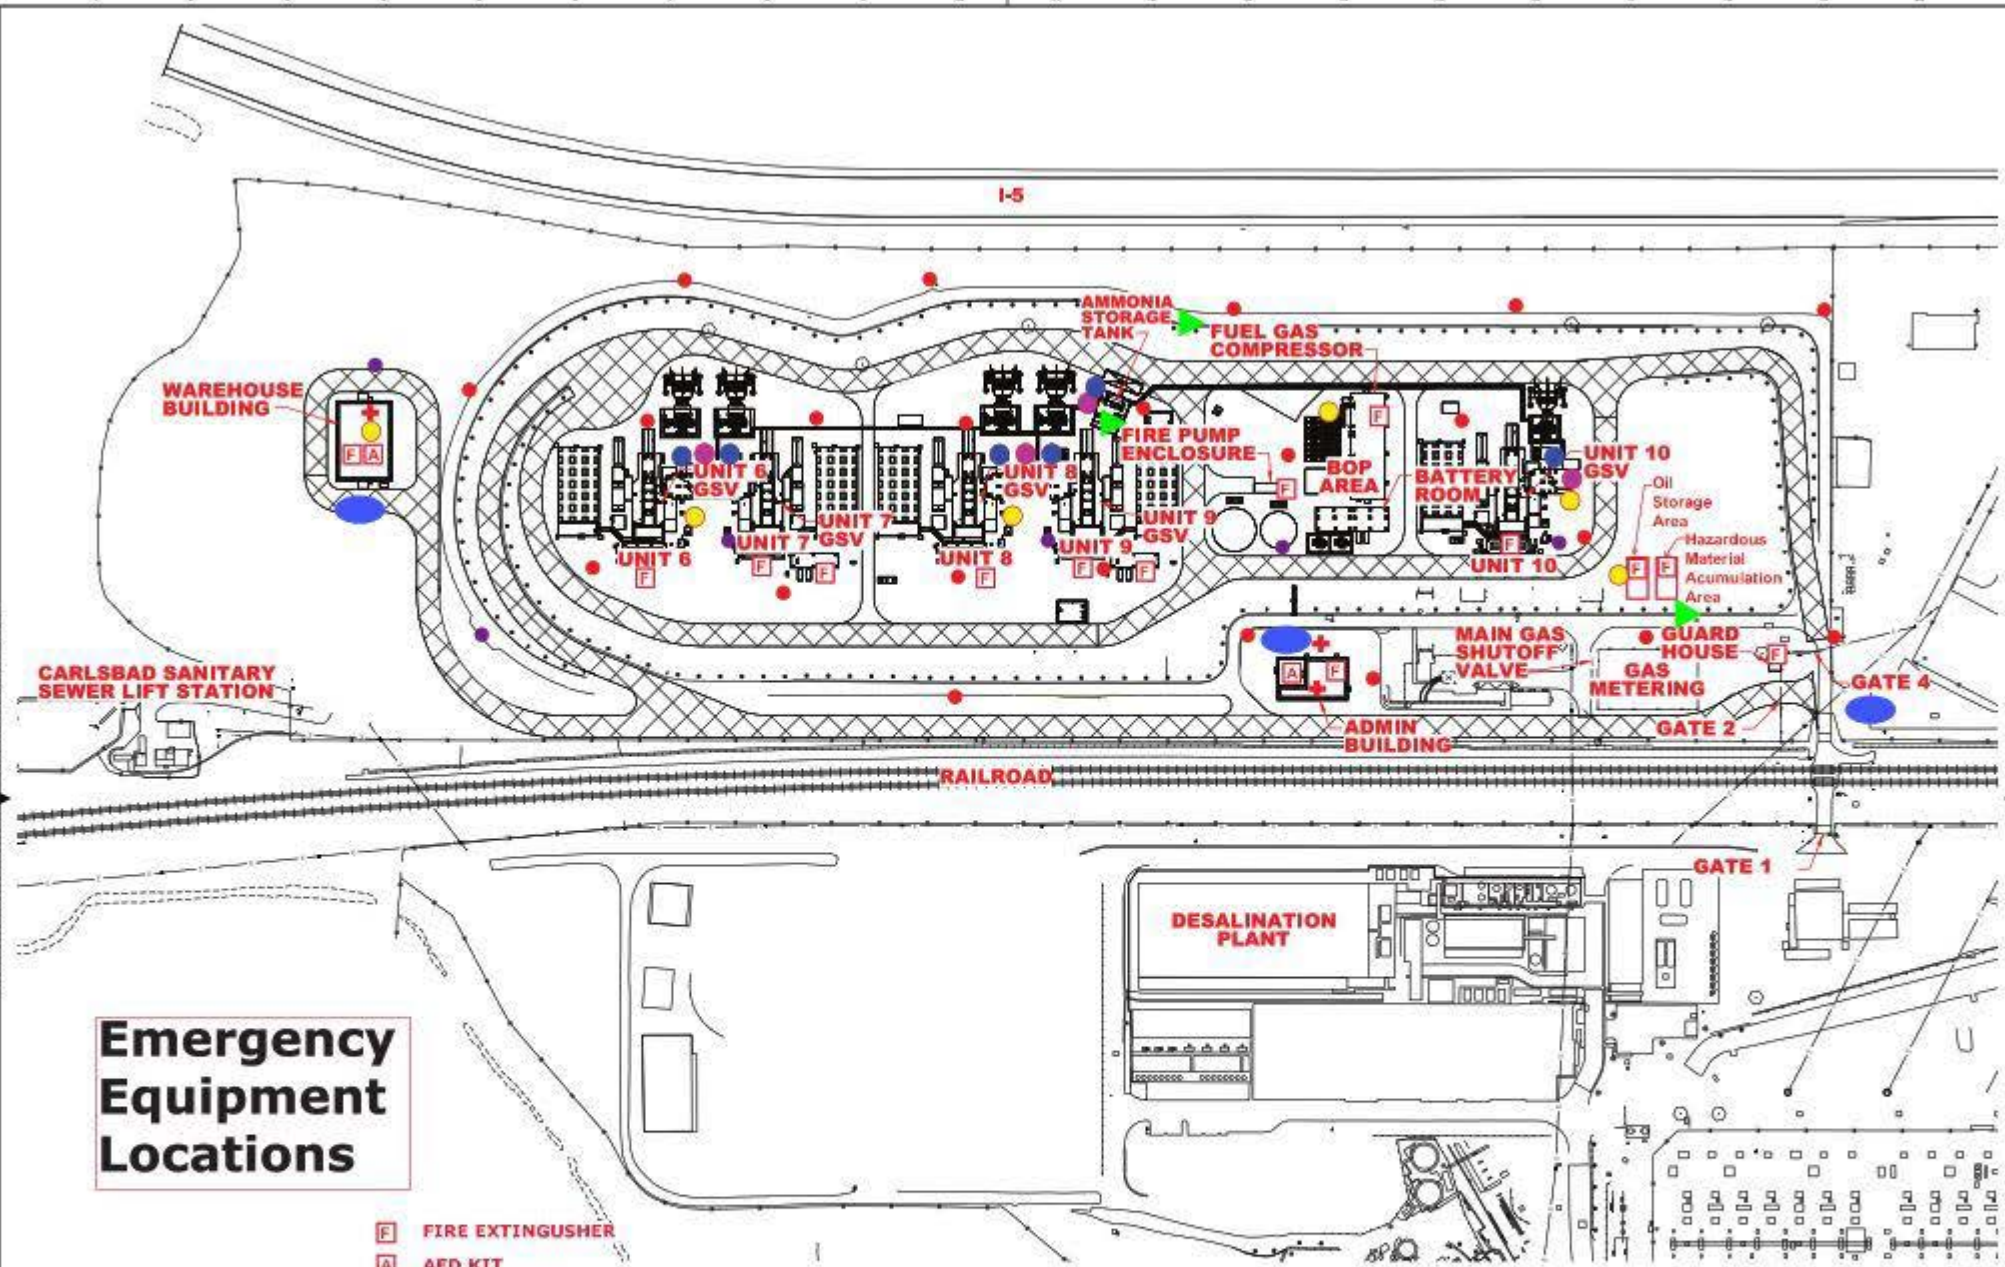 I-5
AMMONIA
STORAGE
TANK
FUEL GAS
COMPRESSOR
WAREHOUSE
BUILDING
F A
F
FIRE PUMP
ENCLOSURE
F
BOP
AREA
BATTERY
ROOM
UNIT 6
GSV
UNIT 7
GSV
UNIT 8
GSV
UNIT 9
GSV
UNIT 10
GSV
Oil
Storage
Area
Hazardous
Material
Acumulation
Area
F
F
UNIT 6
F
UNIT 7
F
F
UNIT 8
F
UNIT 9
F
F
F
UNIT 10
CARLSBAD SANITARY
SEWER LIFT STATION
A
F
ADMIN
BUILDING
MAIN GAS
SHUTOFF
VALVE
GUARD
HOUSE
F
GAS
METERING
GATE 4
GATE 2
RAILROAD
GATE 1
DESALINATION
PLANT
Emergency
Equipment
Locations
F FIRE EXTINGUSHER
A AED KIT